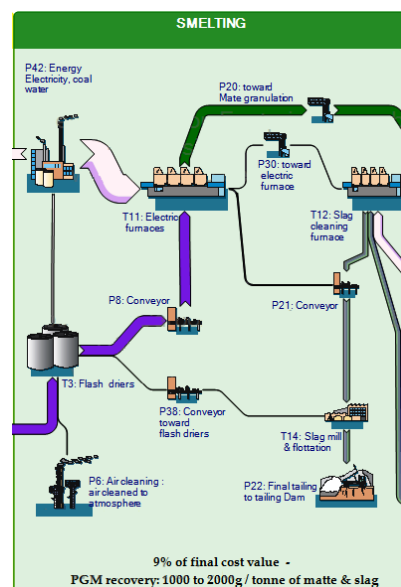 SMELTING
P42: Energy
Electricity, coal
water
P20: toward
Mate granulation
P30: toward
electric
furnace
T11: Electric
furnaces
T12: Slag
cleaning
furnace
P8: Conveyor
P21: Conveyor
T3: Flash driers
P38: Conveyor
toward
flash driers
T14: Slag mill
& flottation
P6: Air cleaning :
air cleaned to
atmosphere
P22: Final tailing
to tailing Dam
9% of final cost value -
PGM recovery: 1000 to 2000g / tonne of matte & slag